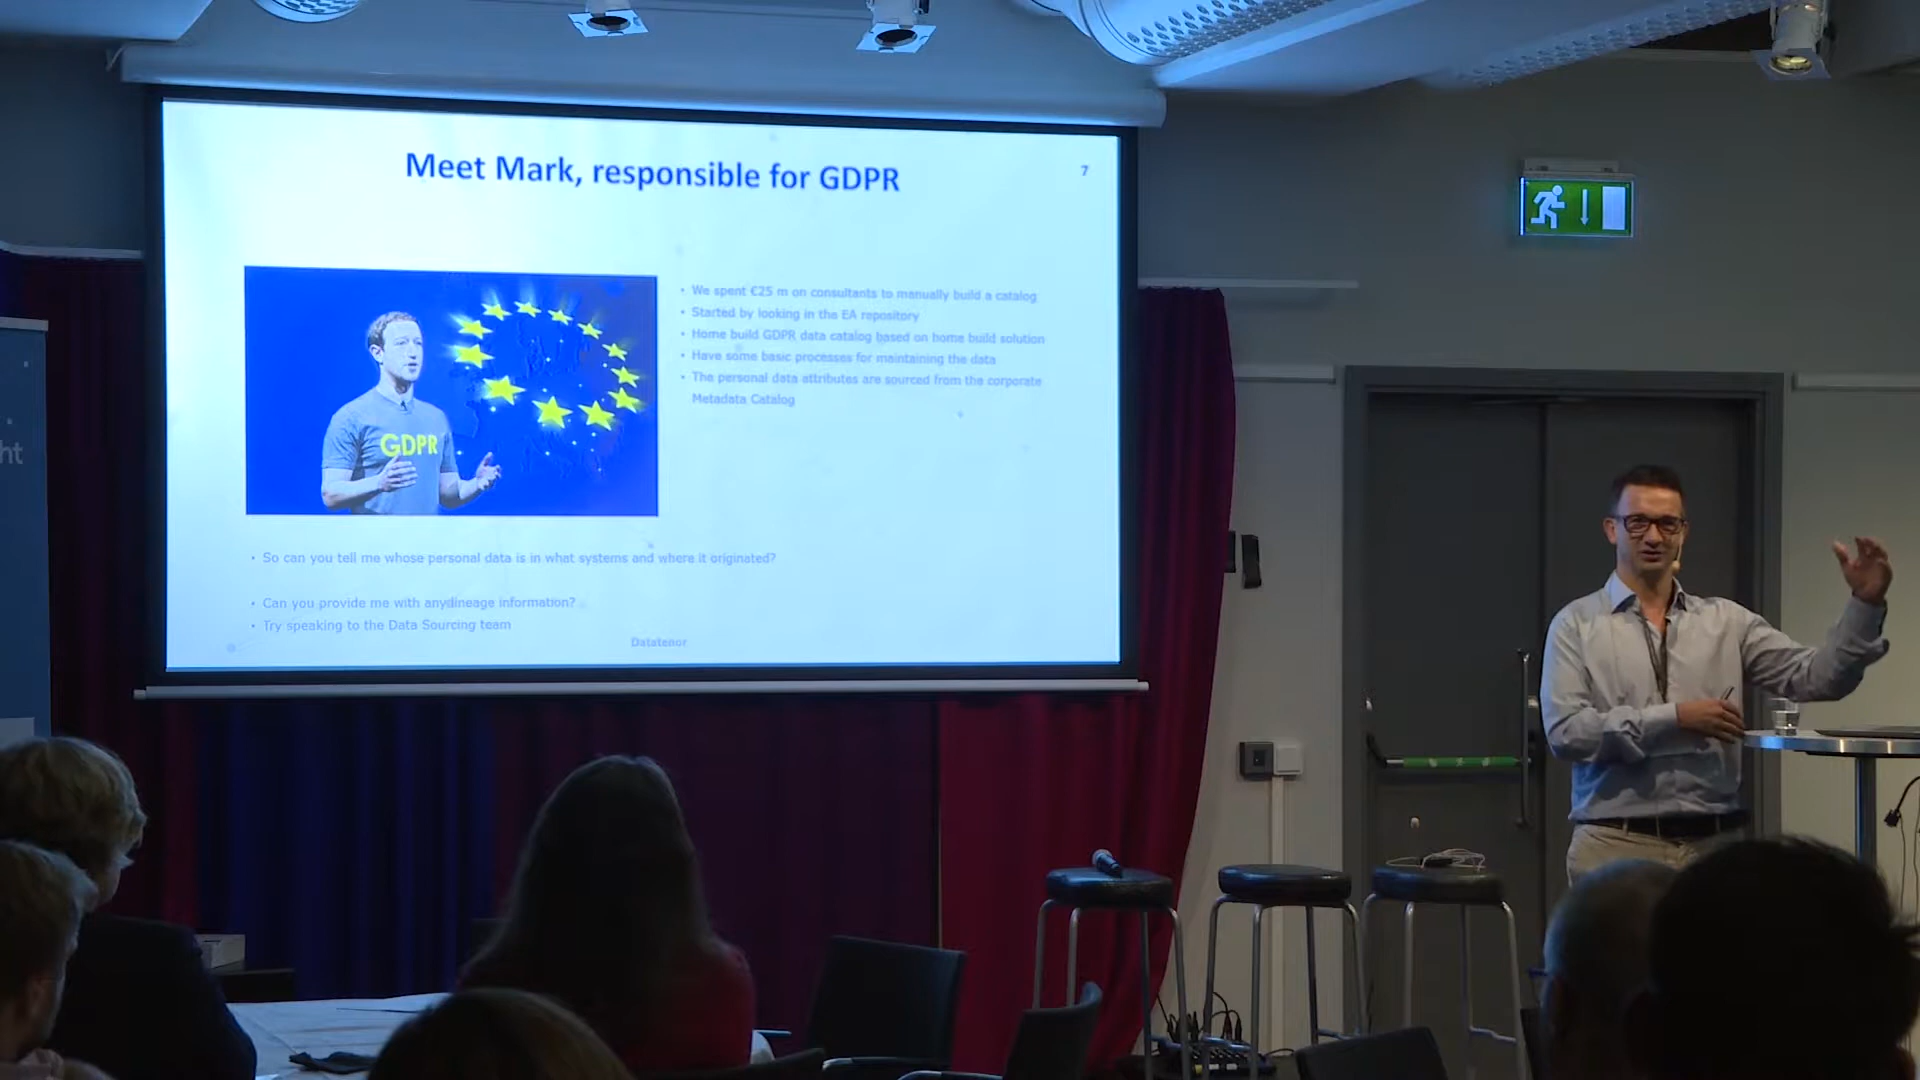 Meet Mark, responsible for GDPR
7
GDPR
• We spent €25 m on consultants to manually build a catalog
• Started by looking in the EA repository
• Home build GDPR data catalog based on home build solution
• Have some basic processes for maintaining the data
• The personal data attributes are sourced from the corporate
Metadata Catalog
• So can you tell me whose personal data is in what systems and where it originated?
• Can you provide me with any lineage information?
• Try speaking to the Data Sourcing team
Datatenor
ht